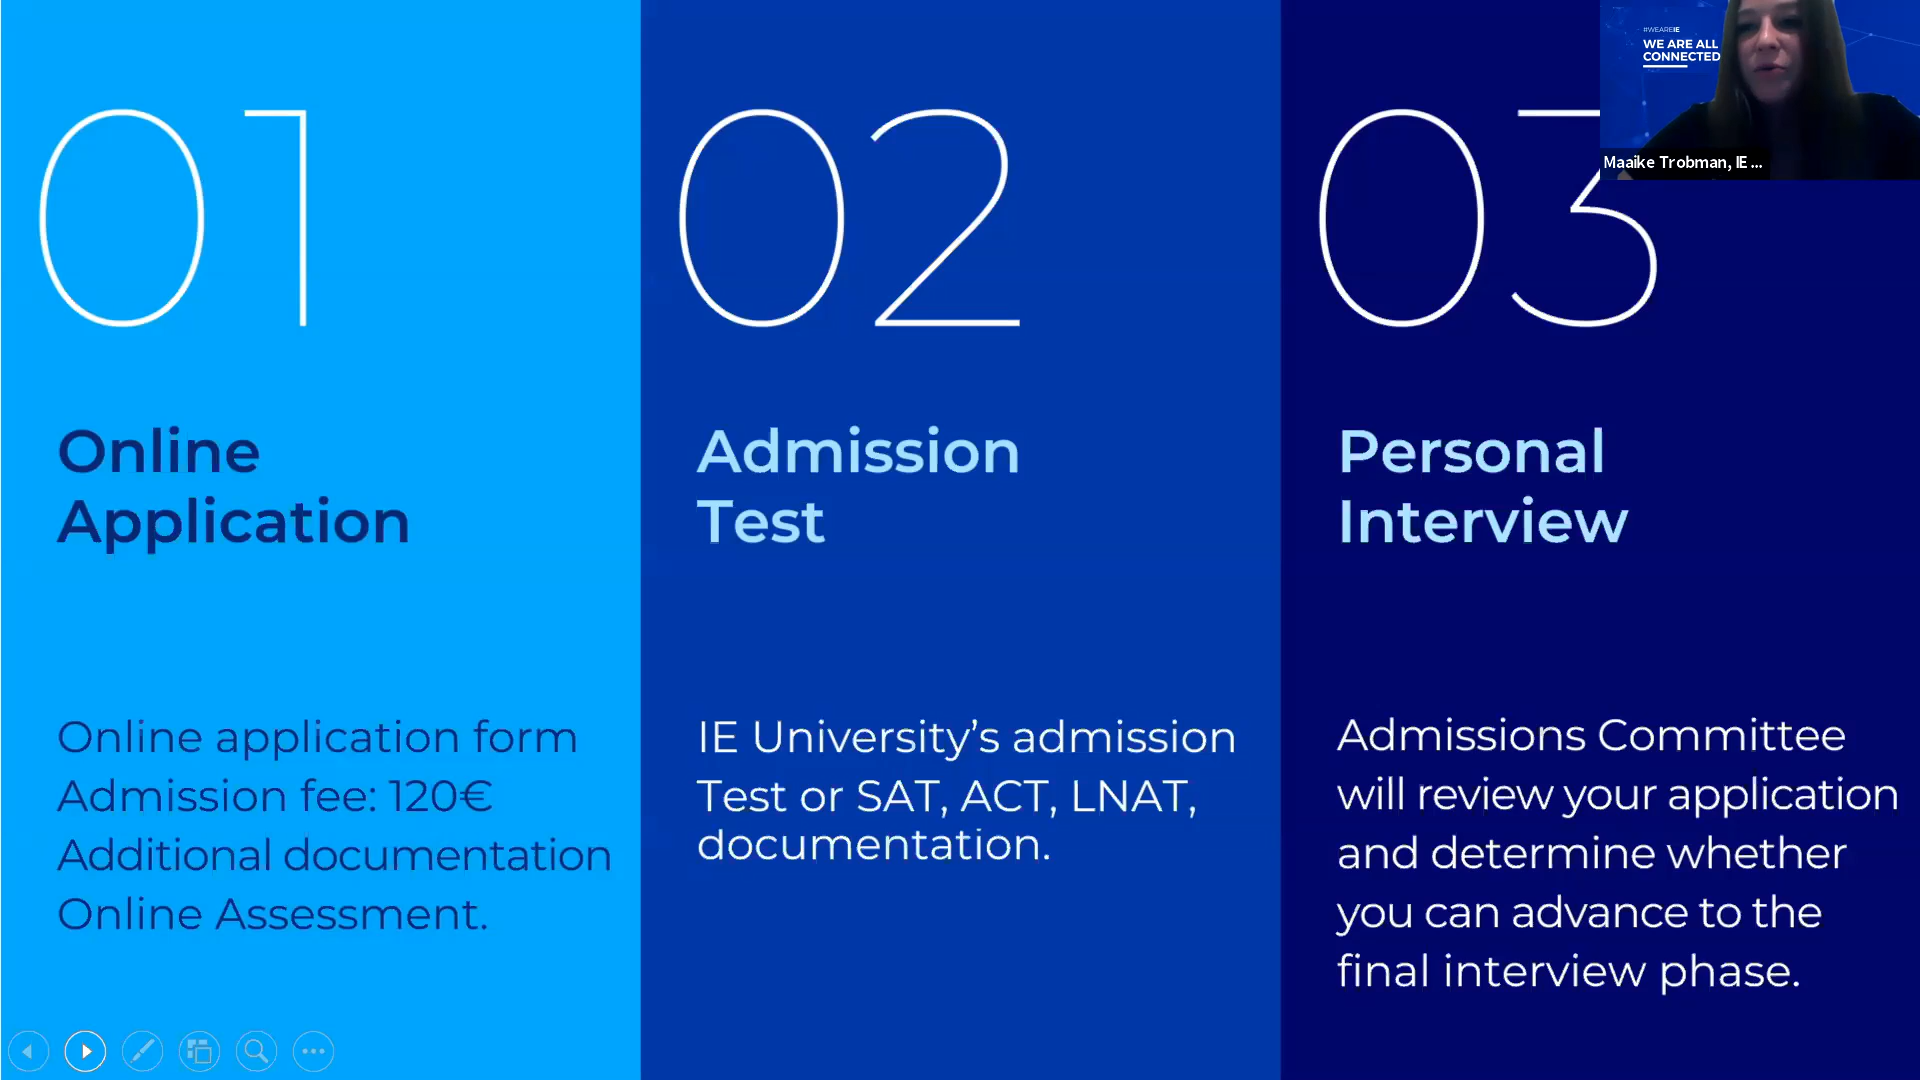 01
Online
Application
Online application form
Admission fee: 120€
Additional documentation
Online Assessment.
02
Admission
Test
IE University’s admission
Test or SAT, ACT, LNAT,
documentation.
03
Personal
Interview
Admissions Committee
will review your application
and determine whether
you can advance to the
final interview phase.
#WEAREIE
WE ARE ALL
CONNECTED
Maaike Trobman, IE ...